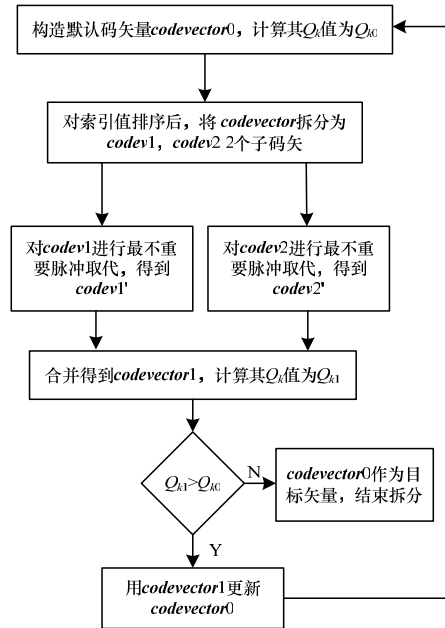 构造默认码矢量codevector0，计算其Qk值为Qk0
对索引值排序后，将 codevector拆分为
codev1，codev2 2个子码矢
对codev1进行最不重
要脉冲取代，得到
codev1'
对codev2进行最不重
要脉冲取代，得到
codev2'
合并得到codevector1，计算其Qk值为Qk1
Qk1>Qk0
N
codevector0作为目
标矢量，结束拆分
Y
用codevector1更新
codevector0